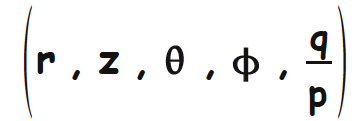 (r , z , θ , ϕ , q/p)